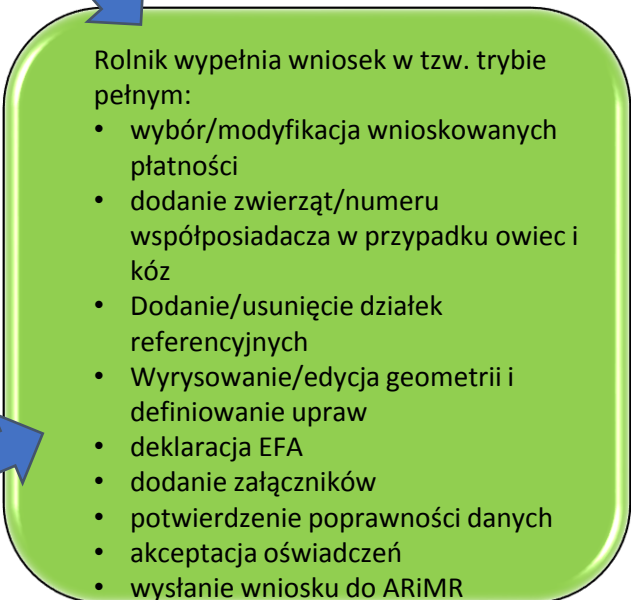 Rolnik wypełnia wniosek w tzw. trybie
pełnym:
• wybór/modyfikacja wnioskowanych
płatności
• dodanie zwierząt/numeru
współposiadacza w przypadku owiec i
kóz
• Dodanie/usunięcie działek
referencyjnych
• Wyrysowanie/edycja geometrii i
definiowanie upraw
• deklaracja EFA
• dodanie załączników
• potwierdzenie poprawności danych
• akceptacja oświadczeń
• wysłanie wniosku do ARiMR